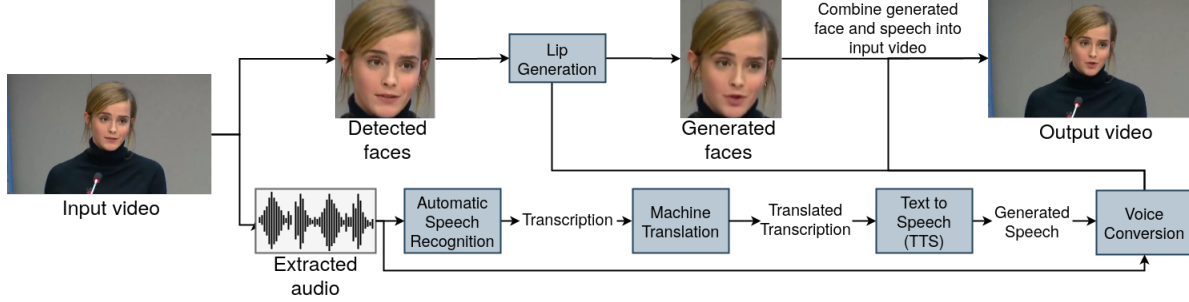 Input video
Detected
faces
Lip
Generation
Generated
faces
Combine generated
face and speech into
input video
Output video
Extracted
audio
Automatic
Speech
Recognition
Transcription
Machine
Translation
Translated
Transcription
Text to
Speech
(TTS)
Generated
Speech
Voice
Conversion